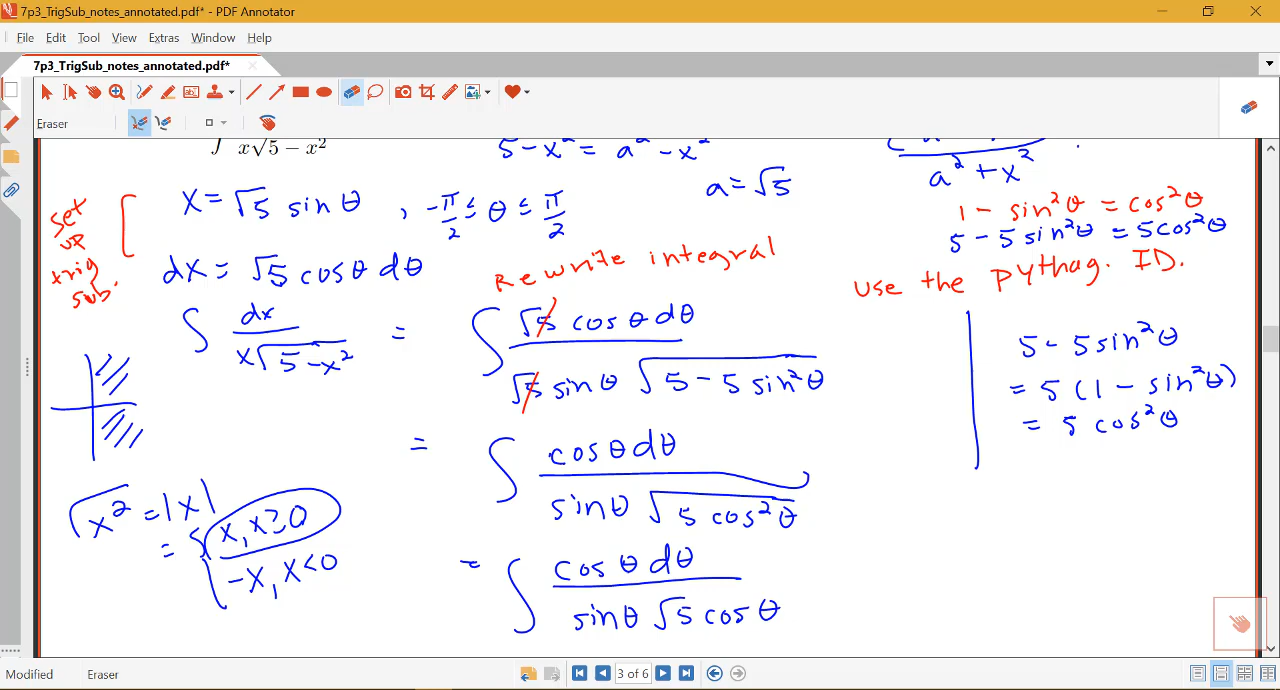 7p3_TrigSub_notes_annotated.pdf* - PDF Annotator
File Edit Tool View Extras Window Help
7p3_TrigSub_notes_annotated.pdf*
Eraser
∫ x√5 − x²
5 − x² = a² − x²
a² + x²
a = √5
set up trig sub.
x = √5 sin θ , −π/2 ≤ θ ≤ π/2
1 − sin²θ = cos²θ
5 − 5 sin²θ = 5cos²θ
Use the Pythag. ID.
dx = √5 cos θ dθ
Rewrite integral
∫ dx / x√5−x² = ∫ √5 cos θ dθ / √5 sin θ √5 − 5 sin²θ
5 − 5 sin²θ
= 5 (1 − sin²θ)
= 5 cos²θ
= ∫ cos θ dθ / sin θ √5 cos²θ
√x² = |x|
= { x, x ≥ 0
−x, x < 0
= ∫ cos θ dθ / sin θ √5 cos θ
Modified Eraser 3 of 6